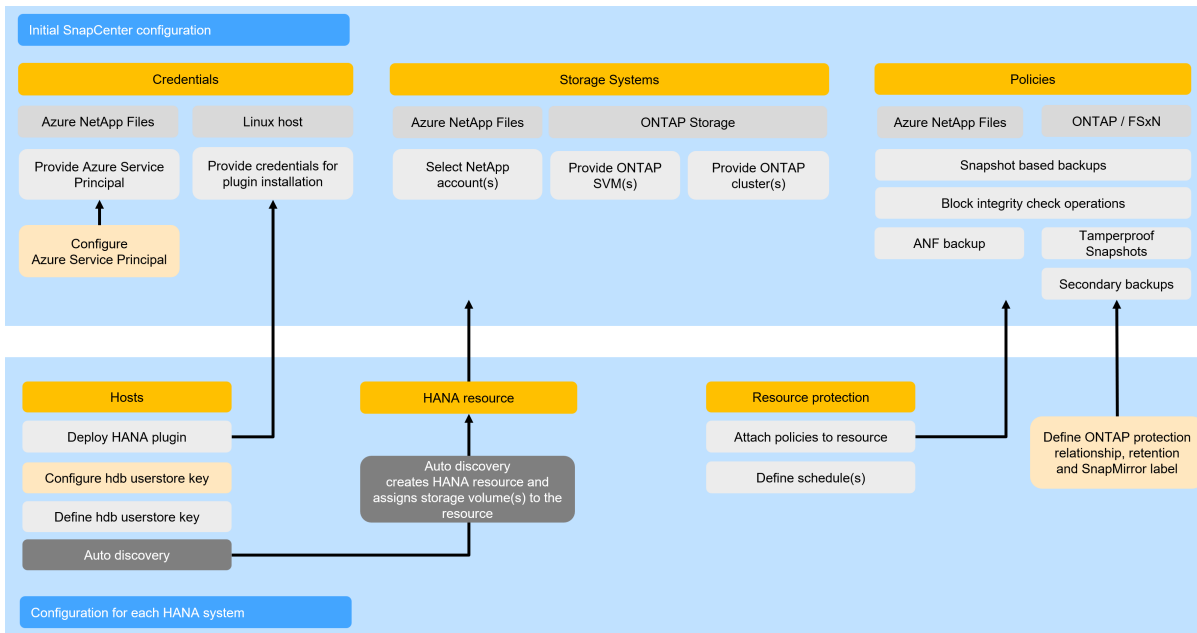 Initial SnapCenter configuration
Credentials
Azure NetApp Files
Linux host
Provide Azure Service
Principal
Provide credentials for
plugin installation
Configure
Azure Service Principal
Storage Systems
Azure NetApp Files
ONTAP Storage
Select NetApp
account(s)
Provide ONTAP
SVM(s)
Provide ONTAP
cluster(s)
Policies
Azure NetApp Files
ONTAP / FSxN
Snapshot based backups
Block integrity check operations
ANF backup
Tamperproof
Snapshots
Secondary backups
Hosts
Deploy HANA plugin
Configure hdb userstore key
Define hdb userstore key
Auto discovery
HANA resource
Auto discovery
creates HANA resource and
assigns storage volume(s) to the
resource
Resource protection
Attach policies to resource
Define schedule(s)
Define ONTAP protection
relationship, retention
and SnapMirror label
Configuration for each HANA system